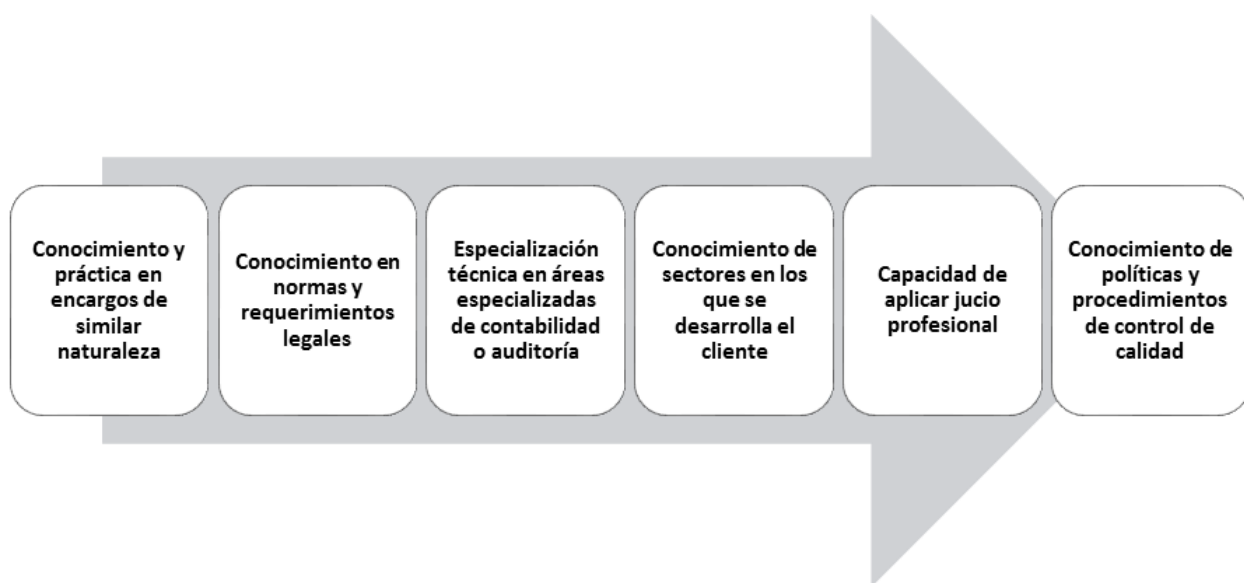 Conocimiento y
práctica en
encargos de
similar
naturaleza
Conocimiento en
normas y
requerimientos
legales
Especialización
técnica en áreas
especializadas
de contabilidad
o auditoría
Conocimiento de
sectores en los
que se
desarrolla el
cliente
Capacidad de
aplicar jucio
profesional
Conocimiento de
políticas y
procedimientos
de control de
calidad